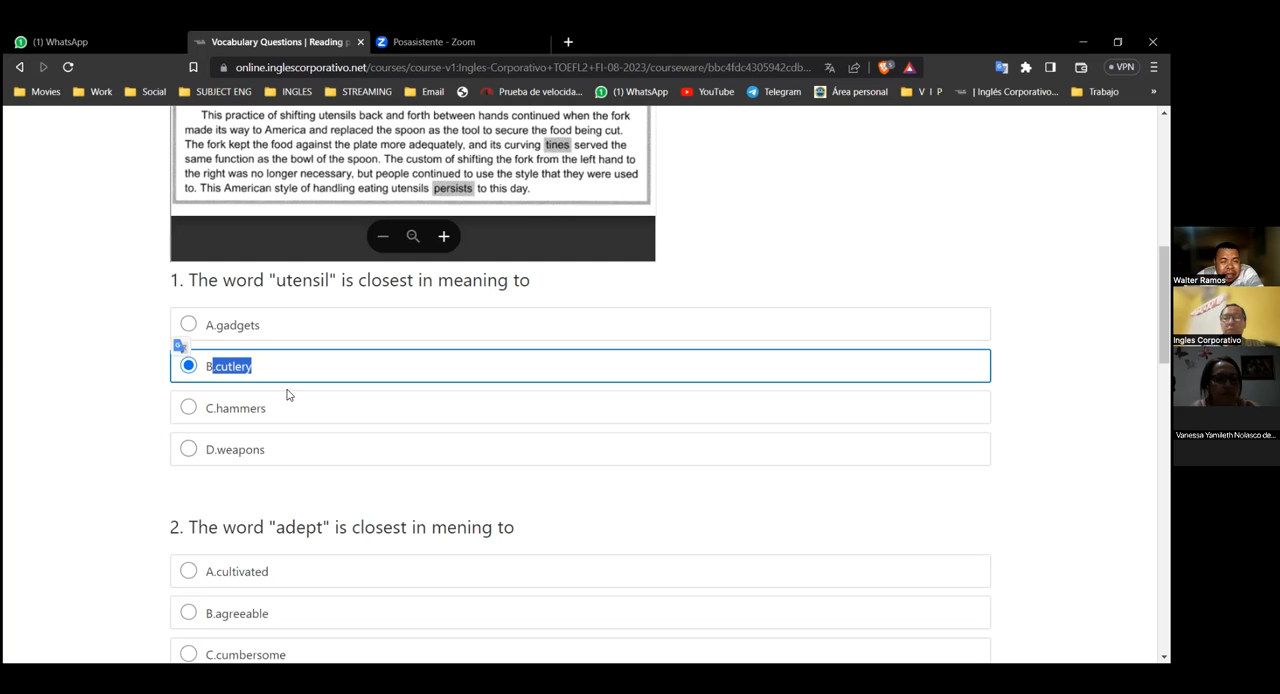 (1) WhatsApp
Vocabulary Questions | Reading p
Posasistente - Zoom
online.inglescorporativo.net/courses/course-v1:Ingles-Corporativo+TOEFL2+FI-08-2023/courseware/bbc4fdc4305942cdb...
VPN
Movies
Work
Social
SUBJECT ENG
INGLES
STREAMING
Email
Prueba de velocida...
(1) WhatsApp
YouTube
Telegram
Área personal
V I P
| Inglés Corporativo...
Trabajo
»
This practice of shifting utensils back and forth between hands continued when the fork
made its way to America and replaced the spoon as the tool to secure the food being cut.
The fork kept the food against the plate more adequately, and its curving tines served the
same function as the bowl of the spoon. The custom of shifting the fork from the left hand to
the right was no longer necessary, but people continued to use the style that they were used
to. This American style of handling eating utensils persists to this day.
1. The word "utensil" is closest in meaning to
A.gadgets
B.cutlery
C.hammers
D.weapons
2. The word "adept" is closest in mening to
A.cultivated
B.agreeable
C.cumbersome
Walter Ramos
Ingles Corporativo
Vanessa Yamileth Nolasco de...